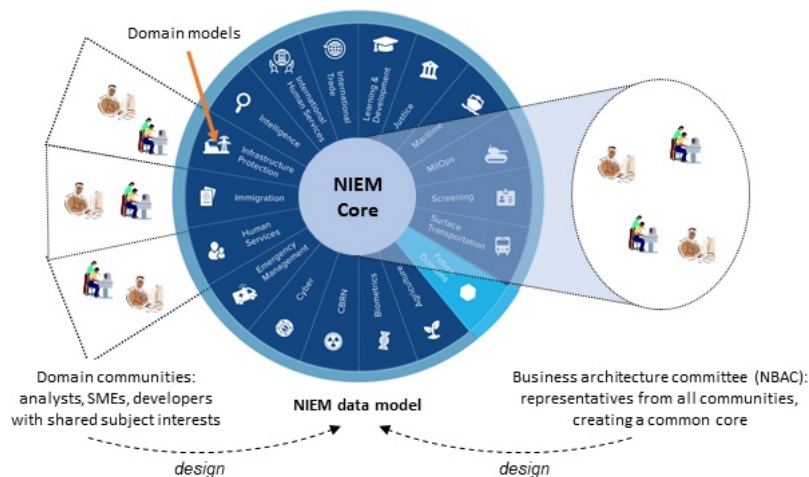 Domain models
International
Human Services
International
Trade
Learning &
Development
Justice
Maritime
MilOps
Screening
Surface
Transportation
Future
Domains
Agriculture
Biometrics
CBRN
Cyber
Emergency
Management
Human
Services
Immigration
Infrastructure
Protection
Intelligence
NIEM
Core
Domain communities:
analysts, SMEs, developers
with shared subject interests
NIEM data model
Business architecture committee (NBAC):
representatives from all communities,
creating a common core
design
design